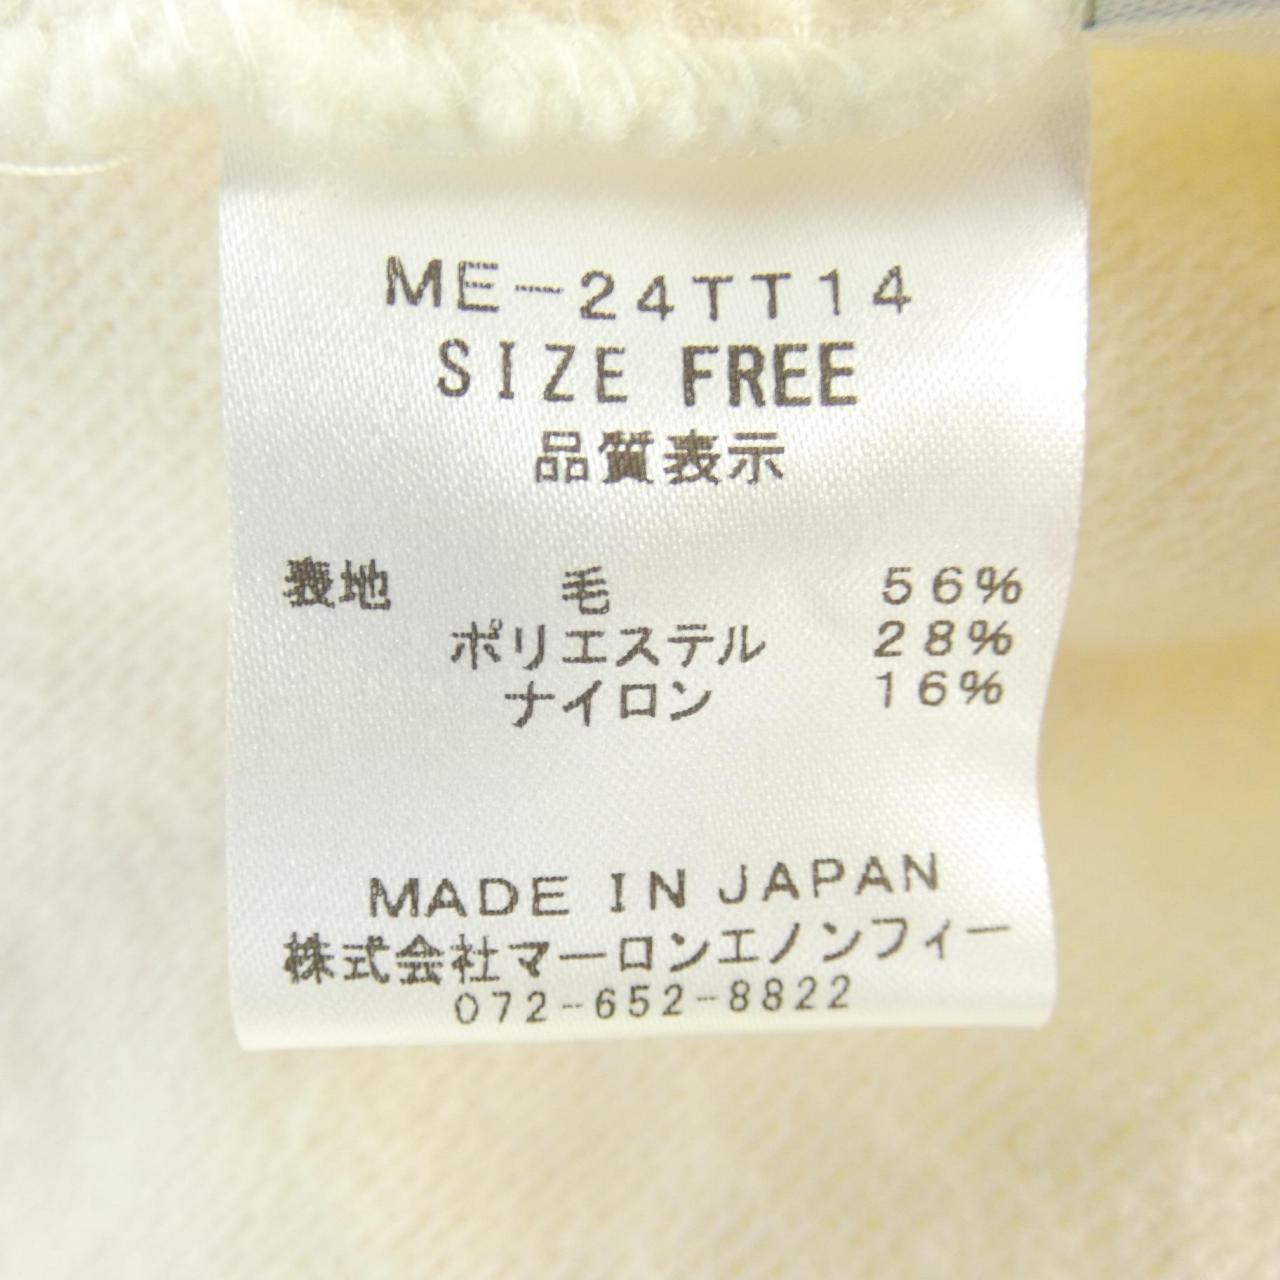 ME-24TT14
SIZE FREE
品質表示
表地 毛 56%
ポリエステル 28%
ナイロン 16%
MADE IN JAPAN
株式会社マーロンエノンフィー
072-652-8822